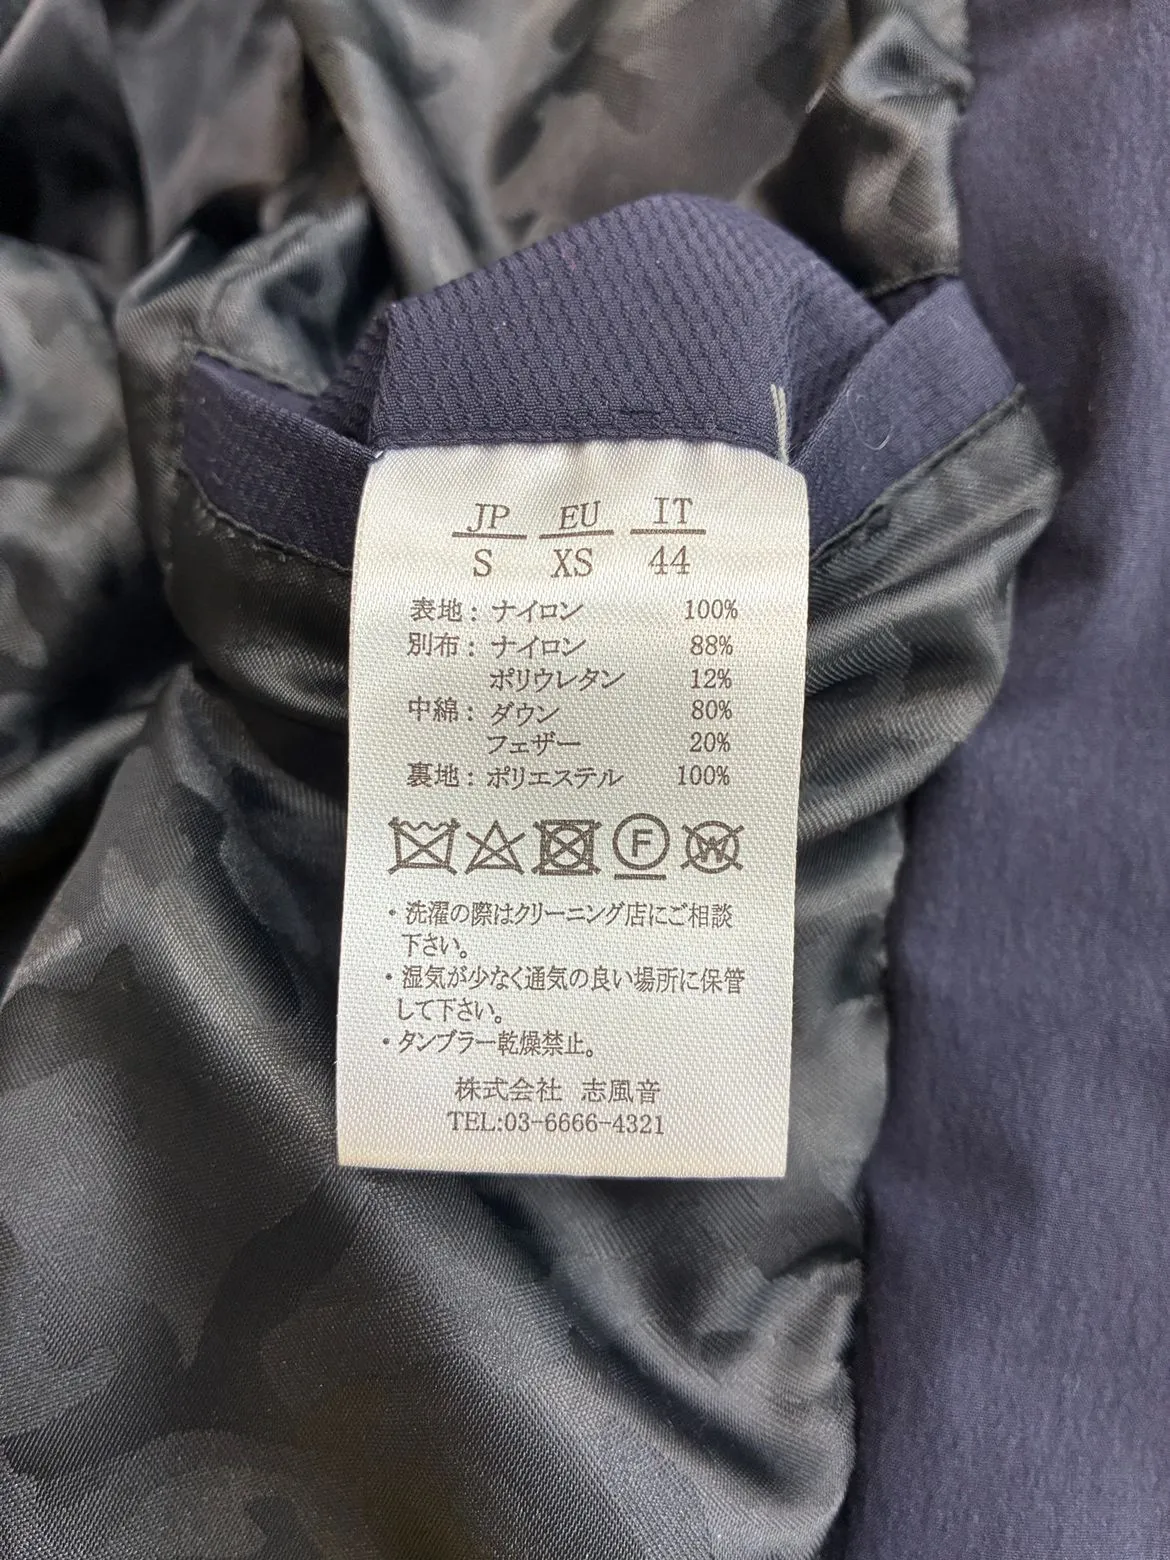 JP EU IT
S XS 44
表地：ナイロン 100%
別布：ナイロン 88%
ポリウレタン 12%
中綿：ダウン 80%
フェザー 20%
裏地：ポリエステル 100%
F W
・洗濯の際はクリーニング店にご相談
下さい。
・湿気が少なく通気の良い場所に保管
して下さい。
・タンブラー乾燥禁止。
株式会社 志風音
TEL:03-6666-4321